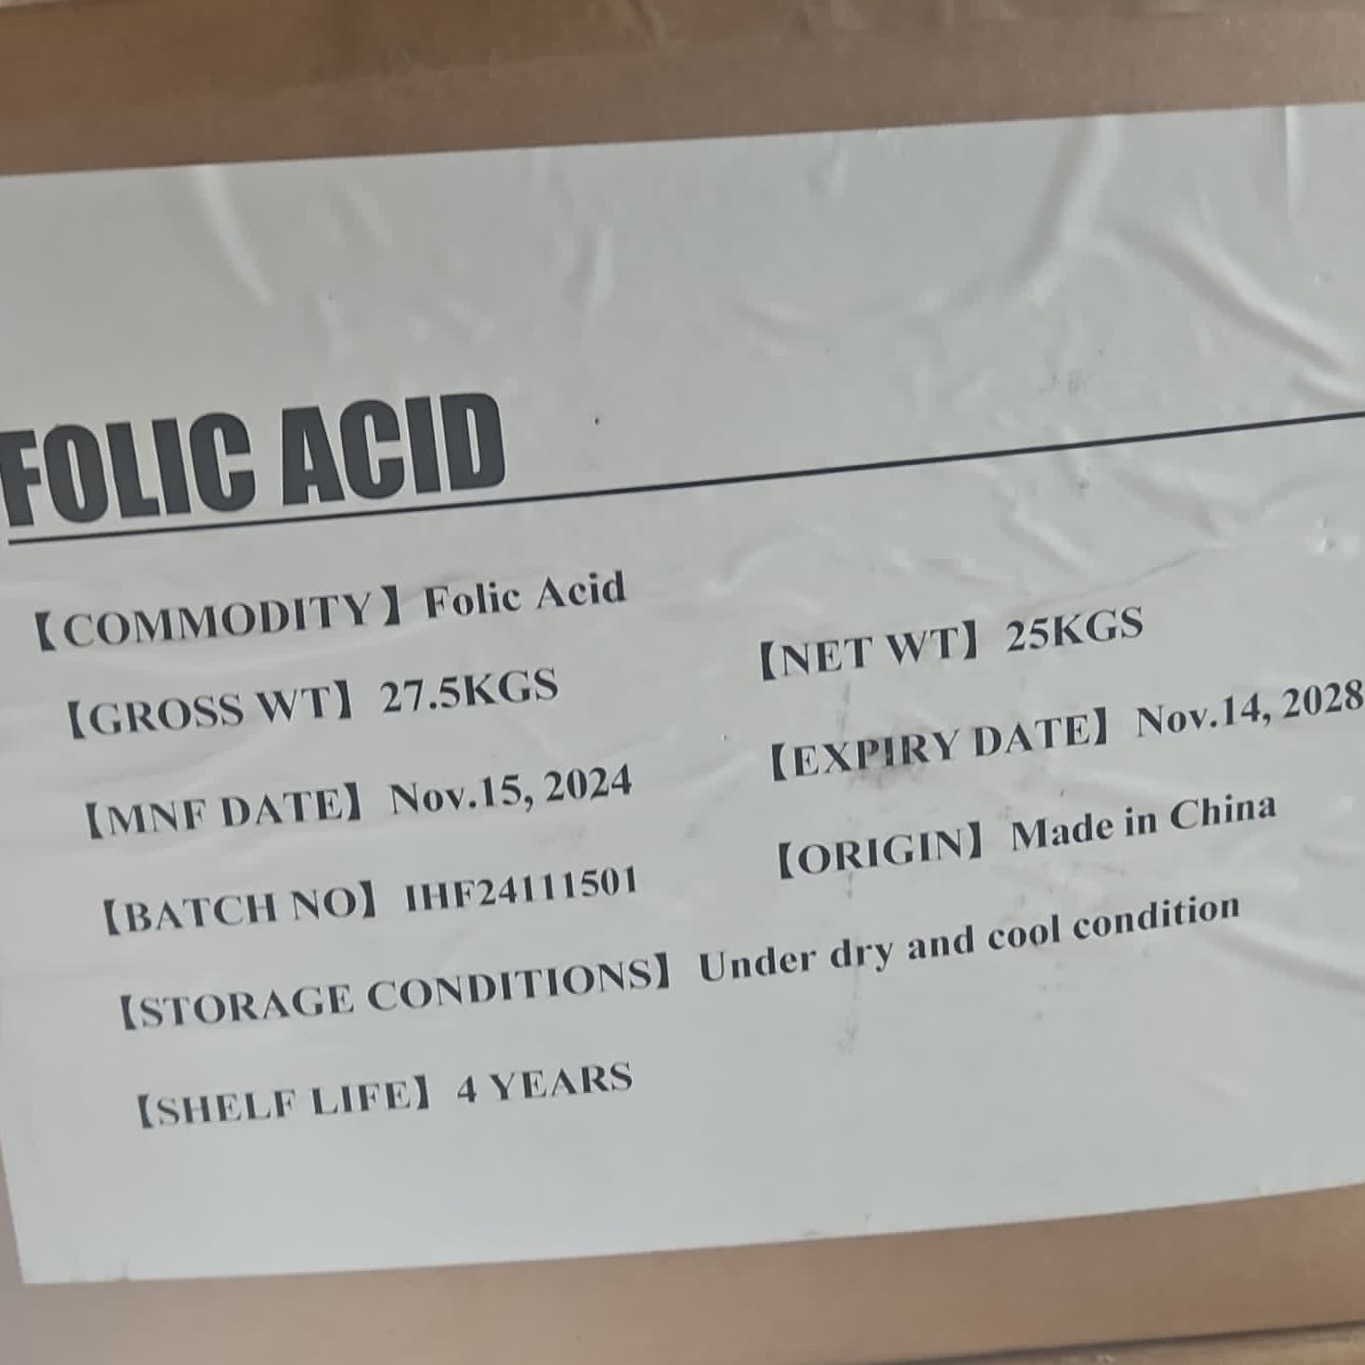 FOLIC ACID
【COMMODITY】Folic Acid
【GROSS WT】27.5KGS 【NET WT】25KGS
【MNF DATE】Nov.15, 2024 【EXPIRY DATE】Nov.14, 2028
【BATCH NO】IHF24111501 【ORIGIN】Made in China
【STORAGE CONDITIONS】Under dry and cool condition
【SHELF LIFE】4 YEARS